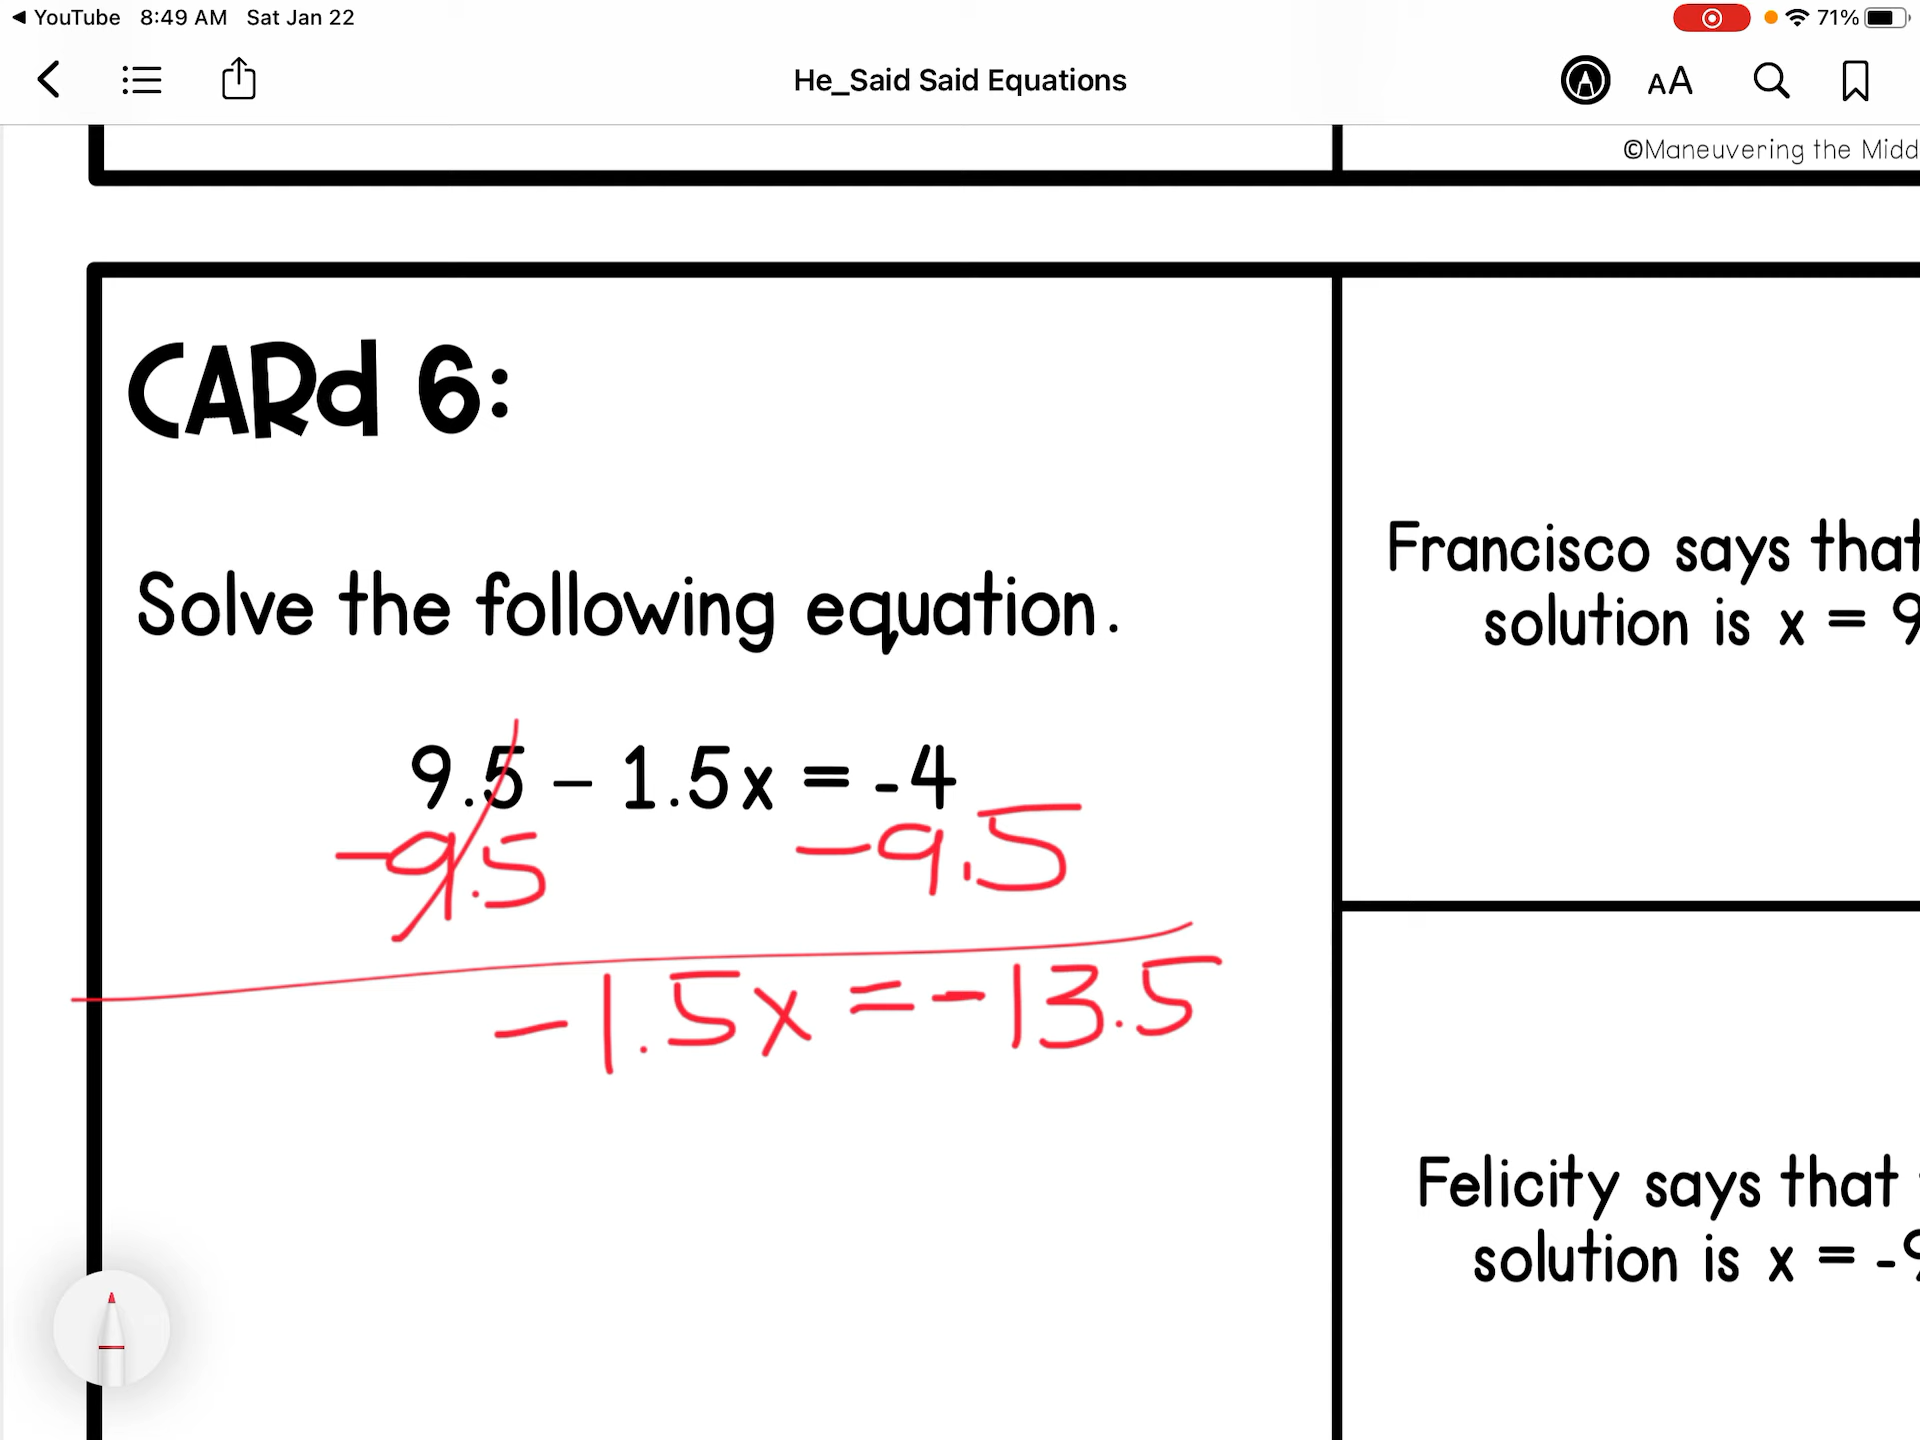 YouTube 8:49 AM Sat Jan 22
71%
He_Said Said Equations
AA
©Maneuvering the Midd
CARd 6:
Solve the following equation.
9.5 – 1.5x = -4
-9.5 -9.5
-1.5x = -13.5
Francisco says that
solution is x = 9
Felicity says that
solution is x = -9